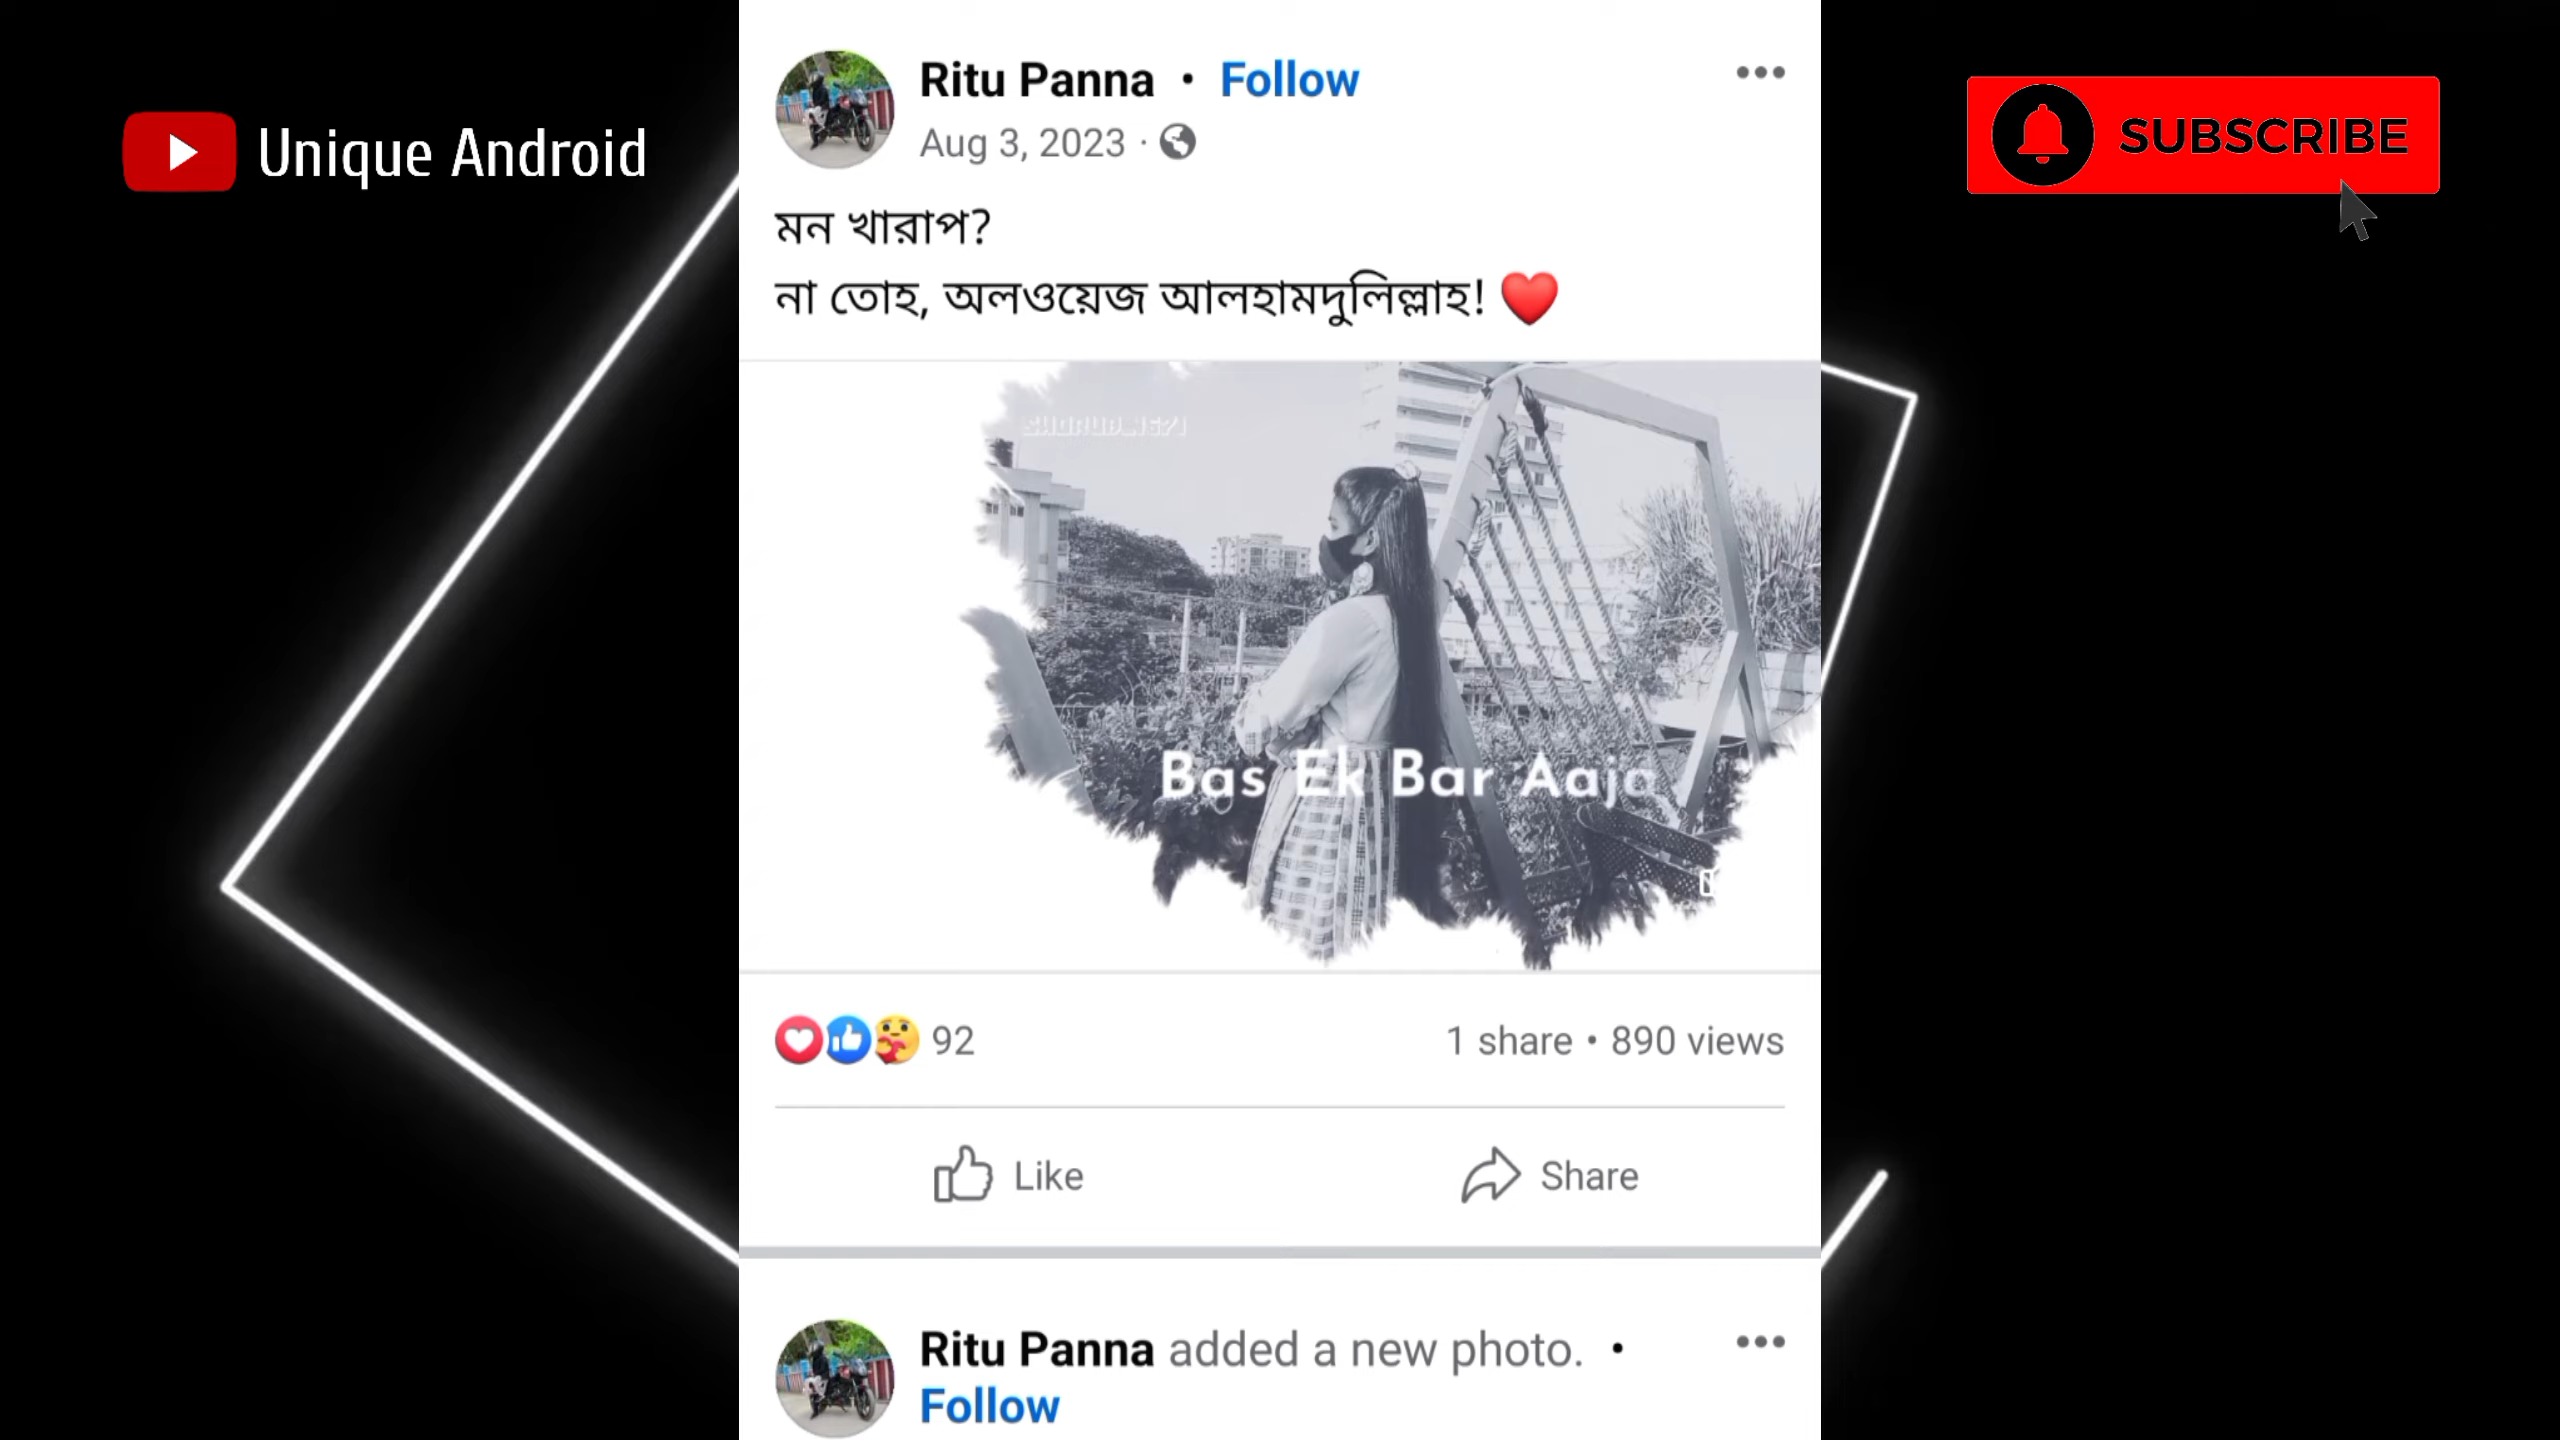 Unique Android
SUBSCRIBE
Ritu Panna • Follow
Aug 3, 2023 ·
মন খারাপ?
না তোহ, অলওয়েজ আলহামদুলিল্লাহ! ❤️
Bas Ek Bar Aaja
92
1 share • 890 views
Like
Share
Ritu Panna added a new photo. •
Follow